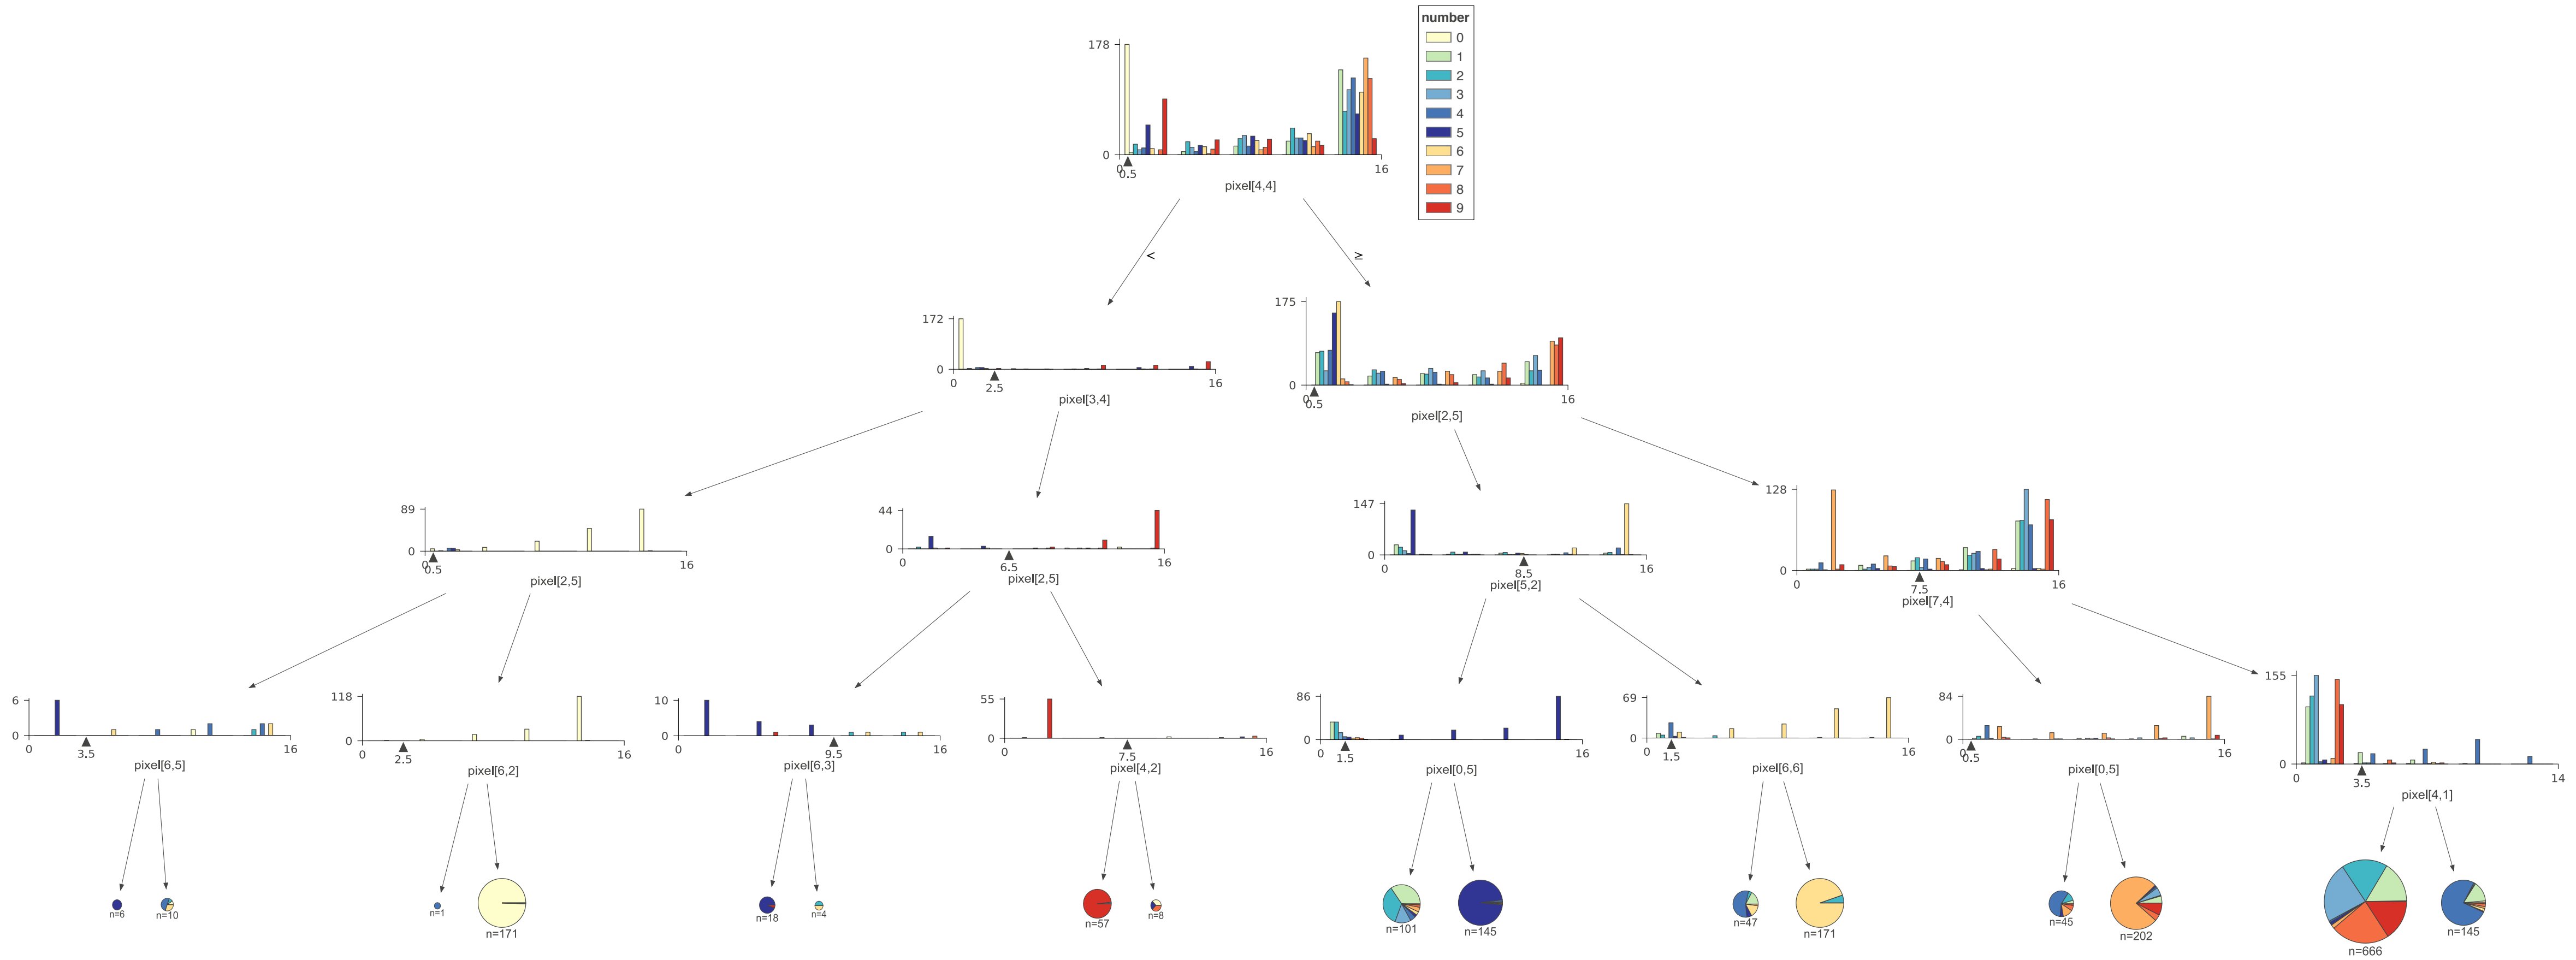 number
0
1
2
3
4
5
6
7
8
9
178
0
0
0.5
16
pixel[4,4]
<
≥
172
0
0
2.5
16
pixel[3,4]
175
0
0
0.5
16
pixel[2,5]
89
0
0
0.5
16
pixel[2,5]
44
0
0
6.5
16
pixel[2,5]
147
0
0
8.5
16
pixel[5,2]
128
0
0
7.5
16
pixel[7,4]
6
0
0
3.5
16
pixel[6,5]
118
0
0
2.5
16
pixel[6,2]
10
0
0
9.5
16
pixel[6,3]
55
0
0
7.5
16
pixel[4,2]
86
0
0
1.5
16
pixel[0,5]
69
0
0
1.5
16
pixel[6,6]
84
0
0
0.5
16
pixel[0,5]
155
0
0
3.5
14
pixel[4,1]
n=6
n=10
n=1
n=171
n=18
n=4
n=57
n=8
n=101
n=145
n=47
n=171
n=45
n=202
n=666
n=145